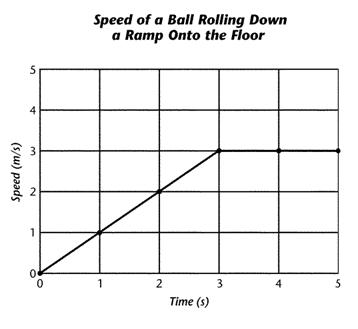 Speed of a Ball Rolling Down
a Ramp Onto the Floor
5
4
3
2
1
0
Speed (m/s)
0 1 2 3 4 5
Time (s)